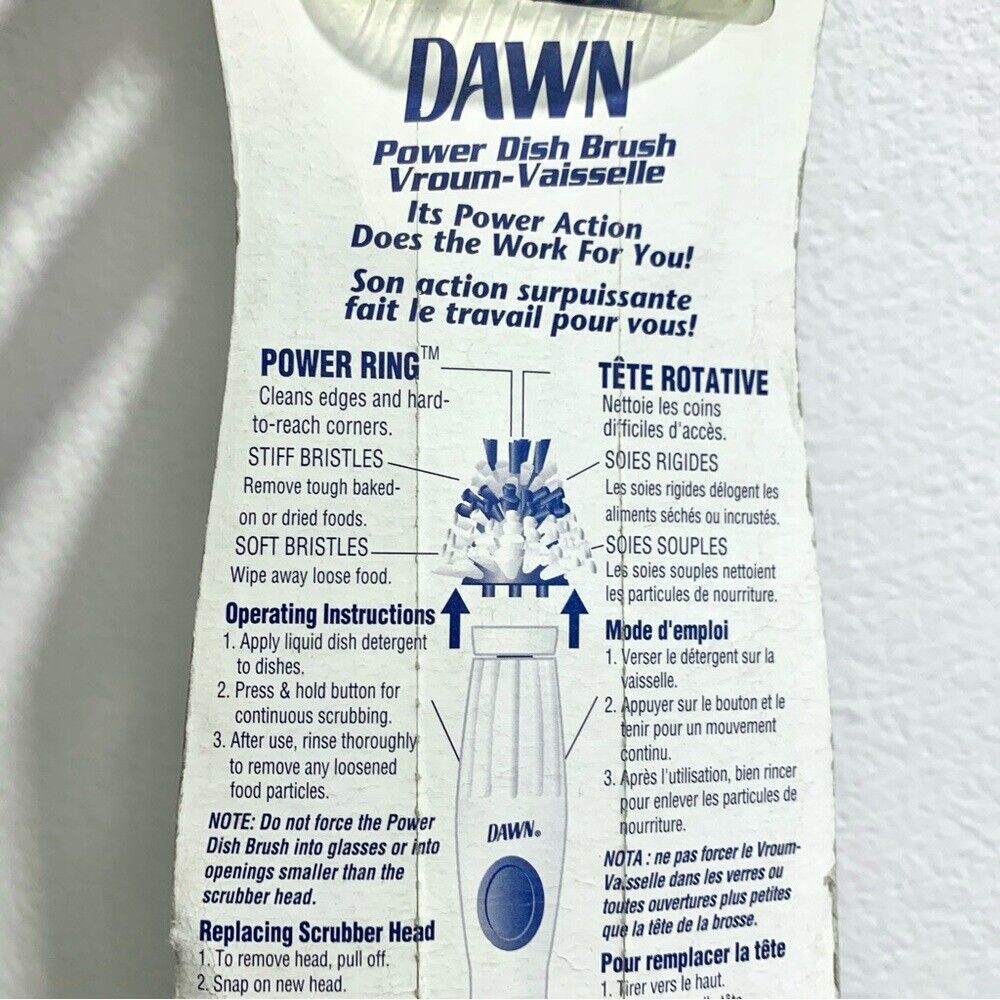 DAWN
Power Dish Brush
Vroum-Vaisselle
Its Power Action
Does the Work For You!
Son action surpuissante
fait le travail pour vous!
POWER RING™
Cleans edges and hard-
to-reach corners.
STIFF BRISTLES
Remove tough baked-
on or dried foods.
SOFT BRISTLES
Wipe away loose food.
Operating Instructions
1. Apply liquid dish detergent
to dishes.
2. Press & hold button for
continuous scrubbing.
3. After use, rinse thoroughly
to remove any loosened
food particles.
NOTE: Do not force the Power
Dish Brush into glasses or into
openings smaller than the
scrubber head.
Replacing Scrubber Head
1. To remove head, pull off.
2. Snap on new head.
TÊTE ROTATIVE
Nettoie les coins
difficiles d'accès.
SOIES RIGIDES
Les soies rigides délogent les
aliments séchés ou incrustés.
SOIES SOUPLES
Les soies souples nettoient
les particules de nourriture.
Mode d'emploi
1. Verser le détergent sur la
vaisselle.
2. Appuyer sur le bouton et le
tenir pour un mouvement
continu.
3. Après l'utilisation, bien rincer
pour enlever les particules de
nourriture.
NOTA : ne pas forcer le Vroum-
Vaisselle dans les verres ou
toutes ouvertures plus petites
que la tête de la brosse.
Pour remplacer la tête
1. Tirer vers le haut.
DAWN®